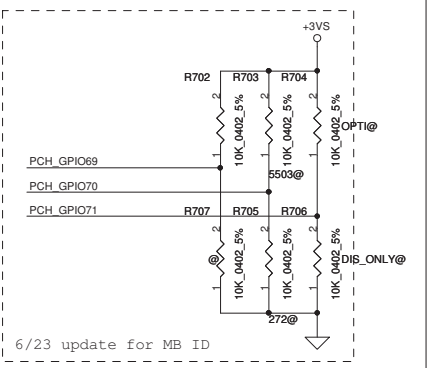 +3VS
R702 R703 R704
2 2 2
10K_0402_5% 10K_0402_5% 10K_0402_5%
OPTI@
1 1 1
PCH_GPIO69
5503@
PCH_GPIO70
PCH_GPIO71 R707 R705 R706
2 2 2
@ 10K_0402_5% 10K_0402_5% 10K_0402_5%
DIS_ONLY@
1 1 1
272@
6/23 update for MB ID